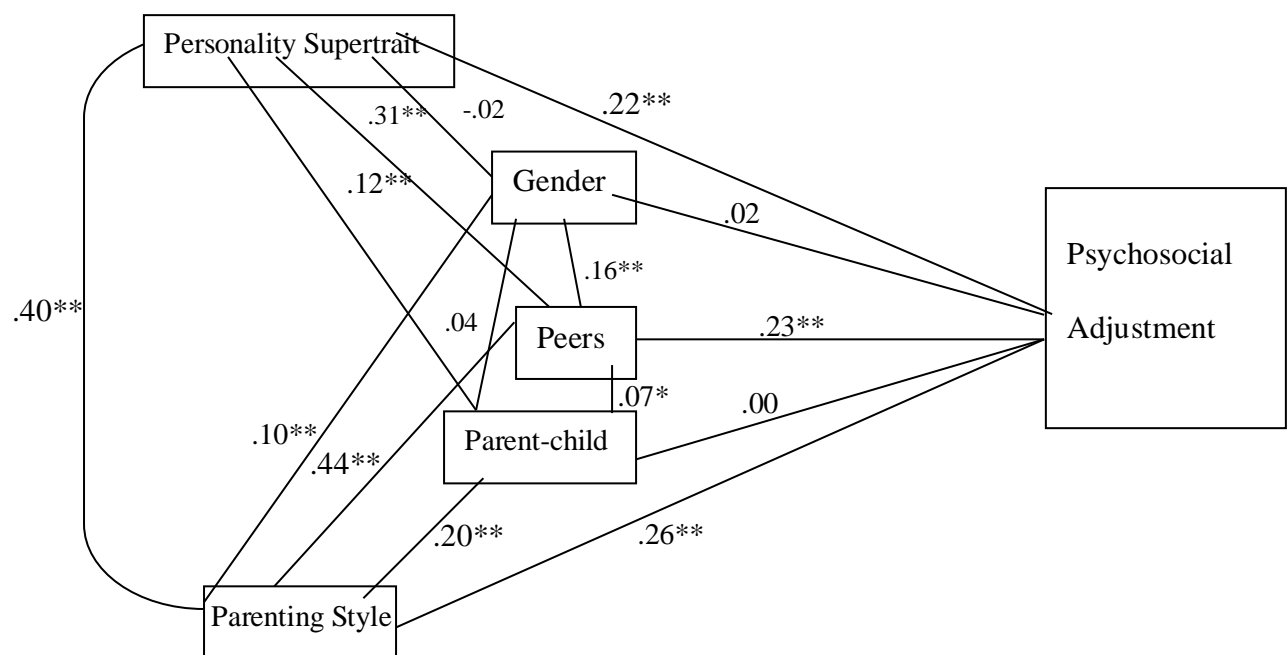 Personality Supertrait
.31**
-.02
.22**
.12**
Gender
.02
Psychosocial
.16**
.40**
.04
Peers
.23**
Adjustment
.07*
.00
.10**
.44**
Parent-child
.20**
.26**
Parenting Style